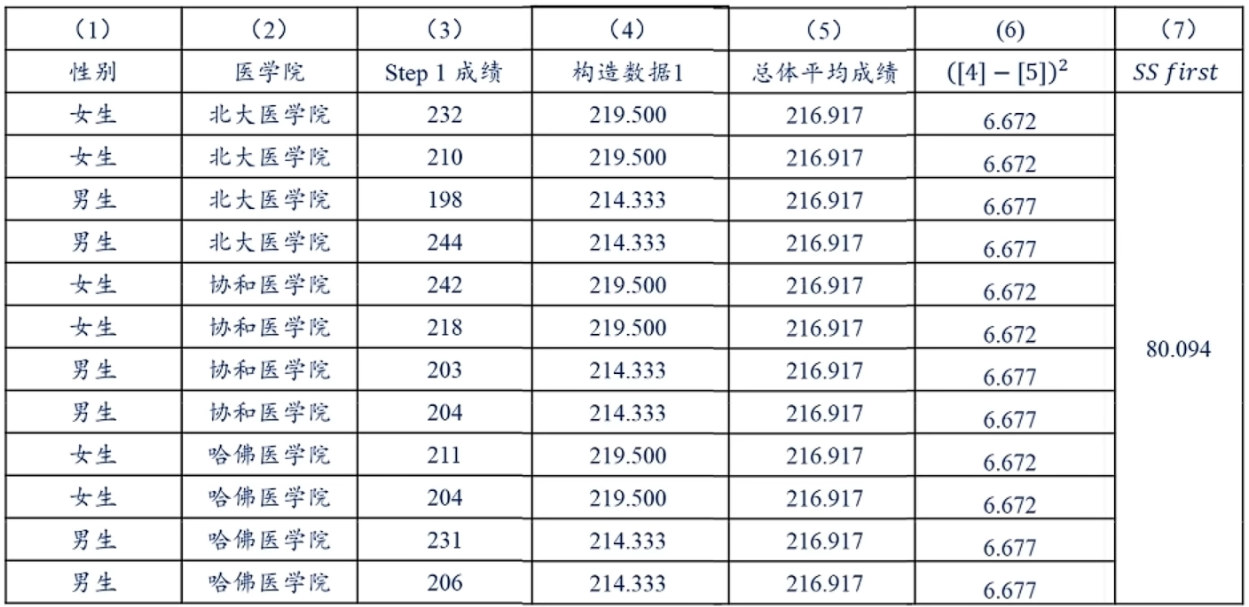 （1） （2） （3） （4） （5） (6) （7）
性别 医学院 Step 1 成绩 构造数据1 总体平均成绩 ([4] − [5])² SS first
女生 北大医学院 232 219.500 216.917 6.672
女生 北大医学院 210 219.500 216.917 6.672
男生 北大医学院 198 214.333 216.917 6.677
男生 北大医学院 244 214.333 216.917 6.677
女生 协和医学院 242 219.500 216.917 6.672
女生 协和医学院 218 219.500 216.917 6.672
男生 协和医学院 203 214.333 216.917 6.677 80.094
男生 协和医学院 204 214.333 216.917 6.677
女生 哈佛医学院 211 219.500 216.917 6.672
女生 哈佛医学院 204 219.500 216.917 6.672
男生 哈佛医学院 231 214.333 216.917 6.677
男生 哈佛医学院 206 214.333 216.917 6.677